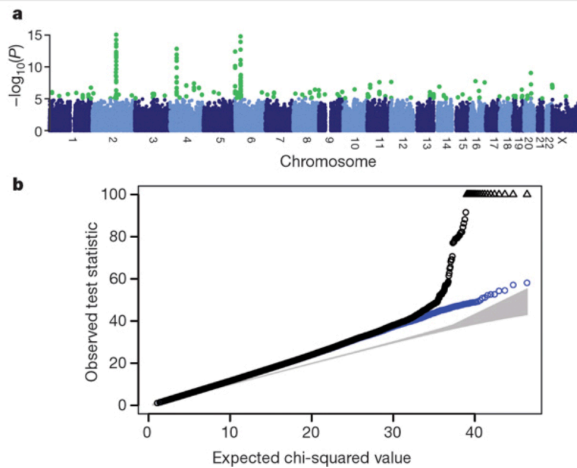 a
−log10(P)
15
10
5
0
1 2 3 4 5 6 7 8 9 10 11 12 13 14 15 16 17 18 19 20 21 22 X
Chromosome
b
Observed test statistic
100
80
60
40
20
0
0 10 20 30 40
Expected chi-squared value